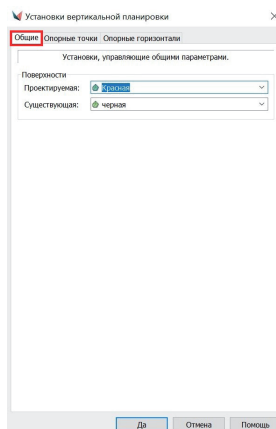 Установки вертикальной планировки
Общие Опорные точки Опорные горизонтали
Установки, управляющие общими параметрами.
Поверхности
Проектируемая: Красная
Существующая: черная
Да Отмена Помощь